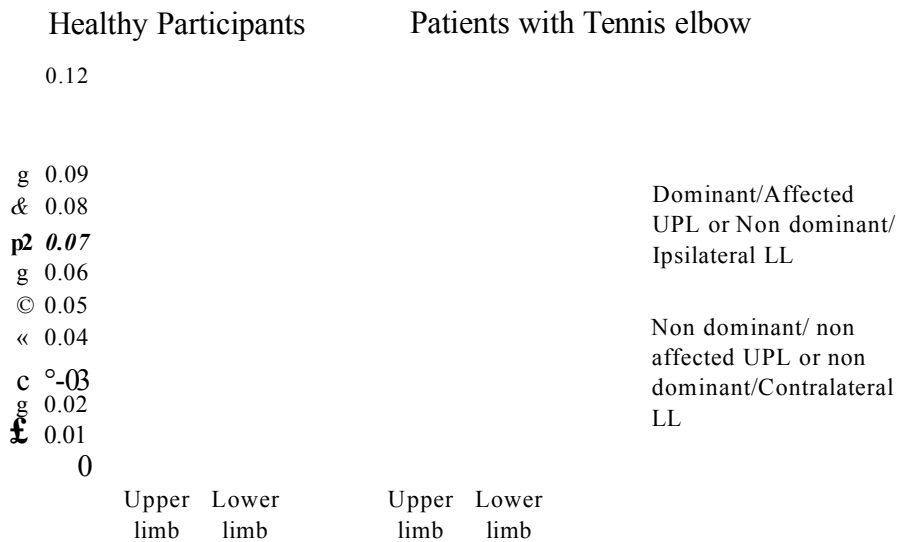 Healthy Participants
Patients with Tennis elbow
0.12
g 0.09
& 0.08
p2 0.07
g 0.06
© 0.05
« 0.04
c °-03
g 0.02
£ 0.01
0
Dominant/Affected
UPL or Non dominant/
Ipsilateral LL
Non dominant/ non
affected UPL or non
dominant/Contralateral
LL
Upper Lower
limb limb
Upper Lower
limb limb